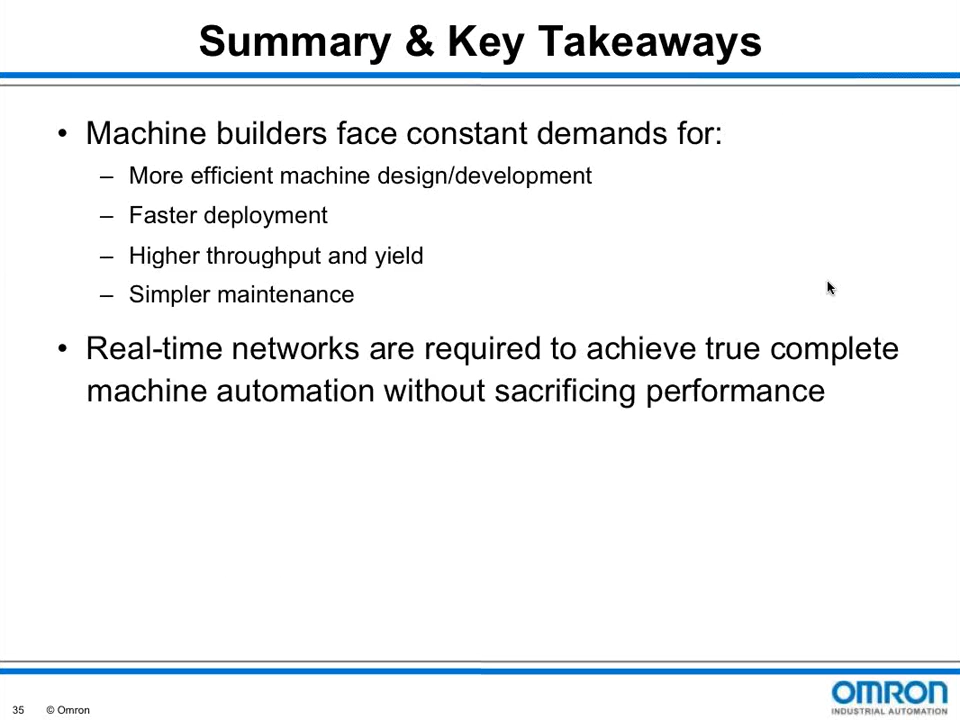 Summary & Key Takeaways
• Machine builders face constant demands for:
– More efficient machine design/development
– Faster deployment
– Higher throughput and yield
– Simpler maintenance
• Real-time networks are required to achieve true complete
machine automation without sacrificing performance
35 © Omron
OMRON
INDUSTRIAL AUTOMATION